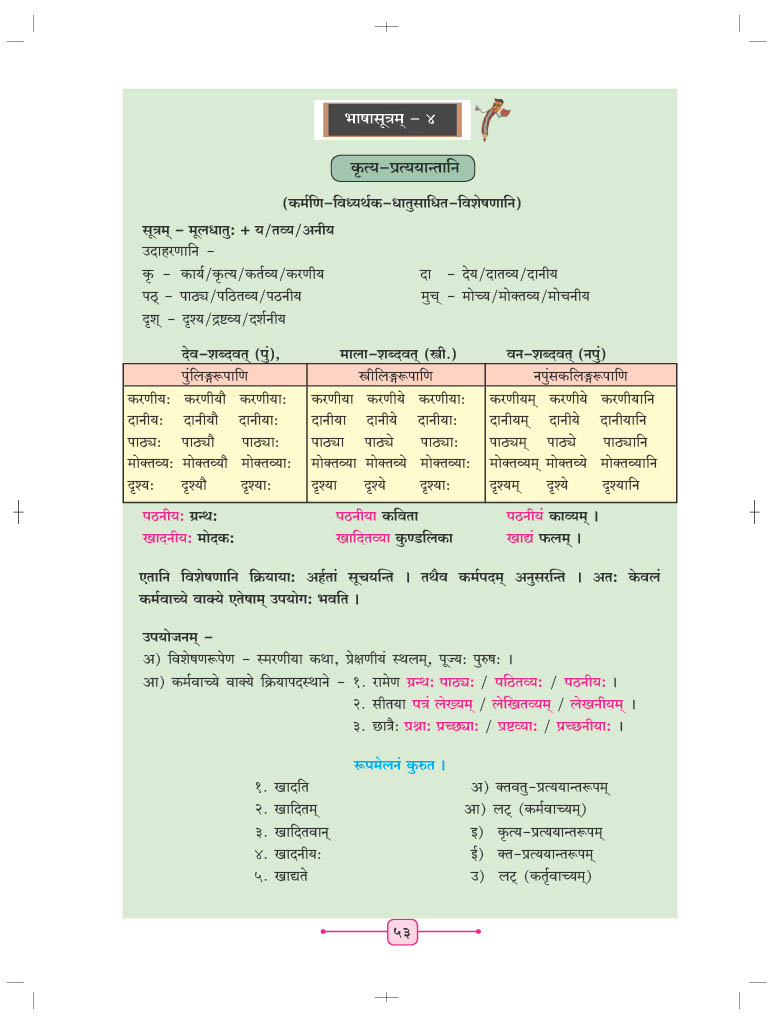 भाषासूत्रम् - ४
कृत्य-प्रत्ययान्तानि
(कर्मणि-विध्यर्थक-धातुसाधित-विशेषणानि)
सूत्रम् - मूलधातुः + य/तव्य/अनीय
उदाहरणानि -
कृ - कार्य/कृत्य/कर्तव्य/करणीय दा - देय/दातव्य/दानीय
पठ् - पाठ्य/पठितव्य/पठनीय मुच् - मोच्य/मोक्तव्य/मोचनीय
दृश् - दृश्य/द्रष्टव्य/दर्शनीय
देव-शब्दवत् (पुं), माला-शब्दवत् (स्त्री.) वन-शब्दवत् (नपुं)
पुंलिङ्गरूपाणि स्त्रीलिङ्गरूपाणि नपुंसकलिङ्गरूपाणि
करणीयः करणीयौ करणीयाः करणीया करणीये करणीयाः करणीयम् करणीये करणीयानि
दानीयः दानीयौ दानीयाः दानीया दानीये दानीयाः दानीयम् दानीये दानीयानि
पाठ्यः पाठ्यौ पाठ्याः पाठ्या पाठ्ये पाठ्याः पाठ्यम् पाठ्ये पाठ्यानि
मोक्तव्यः मोक्तव्यौ मोक्तव्याः मोक्तव्या मोक्तव्ये मोक्तव्याः मोक्तव्यम् मोक्तव्ये मोक्तव्यानि
दृश्यः दृश्यौ दृश्याः दृश्या दृश्ये दृश्याः दृश्यम् दृश्ये दृश्यानि
पठनीयः ग्रन्थः पठनीया कविता पठनीयं काव्यम् ।
खादनीयः मोदकः खादितव्या कुण्डलिका खाद्यं फलम् ।
एतानि विशेषणानि क्रियायाः अर्हतां सूचयन्ति । तथैव कर्मपदम् अनुसरन्ति । अतः केवलं
कर्मवाच्ये वाक्ये एतेषाम् उपयोगः भवति ।
उपयोजनम् -
अ) विशेषणरूपेण - स्मरणीया कथा, प्रेक्षणीयं स्थलम्, पूज्यः पुरुषः ।
आ) कर्मवाच्ये वाक्ये क्रियापदस्थाने - १. रामेण ग्रन्थः पाठ्यः / पठितव्यः / पठनीयः ।
२. सीतया पत्रं लेख्यम् / लेखितव्यम् / लेखनीयम् ।
३. छात्रैः प्रश्नाः प्रच्छ्याः / प्रष्टव्याः / प्रच्छनीयाः ।
रूपमेलनं कुरुत ।
१. खादति अ) क्तवतु-प्रत्ययान्तरूपम्
२. खादितम् आ) लट् (कर्मवाच्यम्)
३. खादितवान् इ) कृत्य-प्रत्ययान्तरूपम्
४. खादनीयः ई) क्त-प्रत्ययान्तरूपम्
५. खाद्यते उ) लट् (कर्तृवाच्यम्)
५३